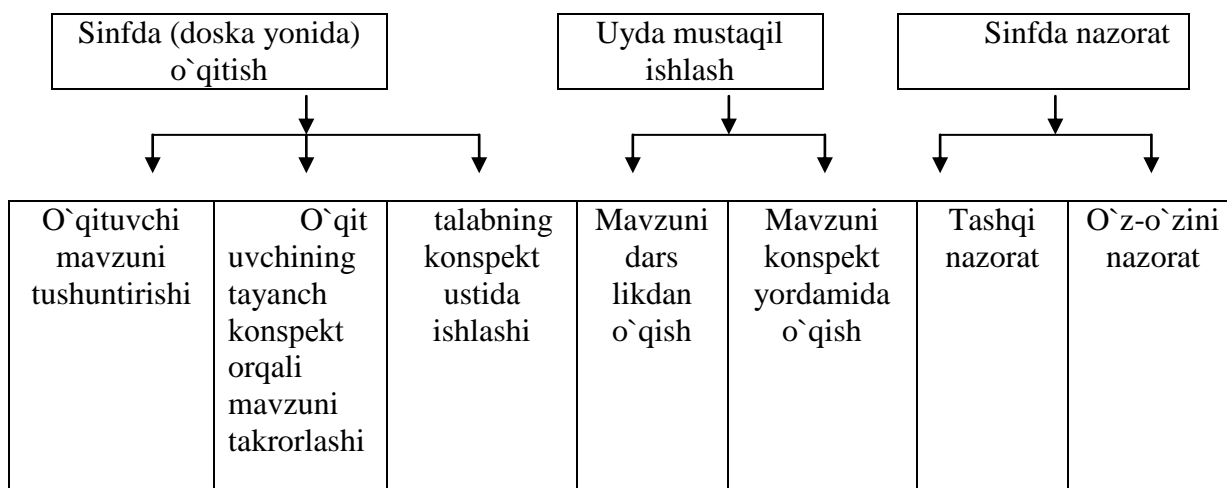 Sinfda (doska yonida)
o`qitish
Uyda mustaqil
ishlash
Sinfda nazorat
O`qituvchi
mavzuni
tushuntirishi
O`qit
uvchining
tayanch
konspekt
orqali
mavzuni
takrorlashi
talabning
konspekt
ustida
ishlashi
Mavzuni
dars
likdan
o`qish
Mavzuni
konspekt
yordamida
o`qish
Tashqi
nazorat
O`z-o`zini
nazorat